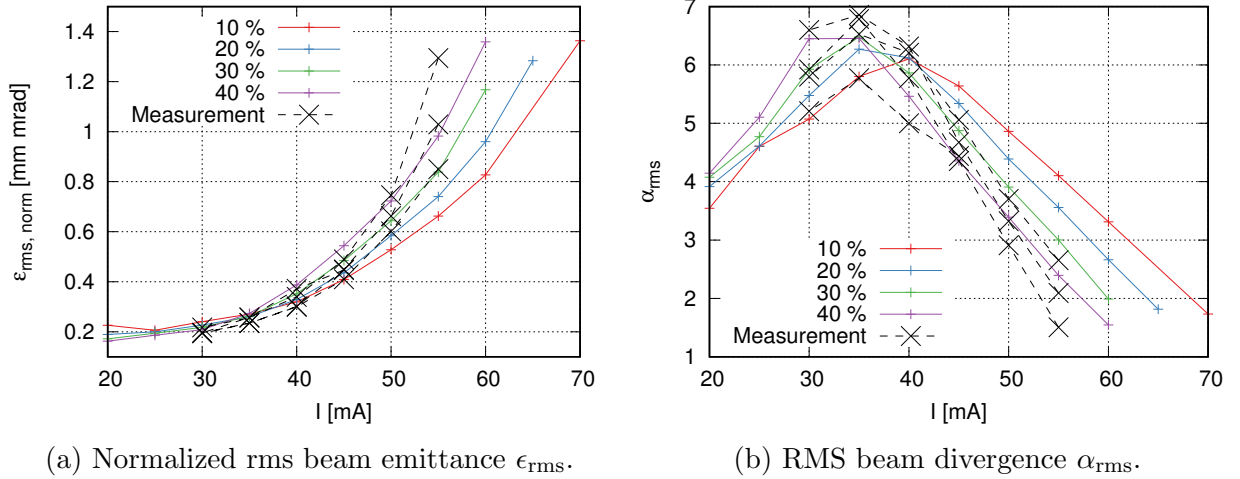 ε_rms, norm [mm mrad]
1.4
1.2
1
0.8
0.6
0.4
0.2
10 %
20 %
30 %
40 %
Measurement
20 30 40 50 60 70
I [mA]
(a) Normalized rms beam emittance ϵ_rms.
α_rms
7
6
5
4
3
2
1
10 %
20 %
30 %
40 %
Measurement
20 30 40 50 60 70
I [mA]
(b) RMS beam divergence α_rms.